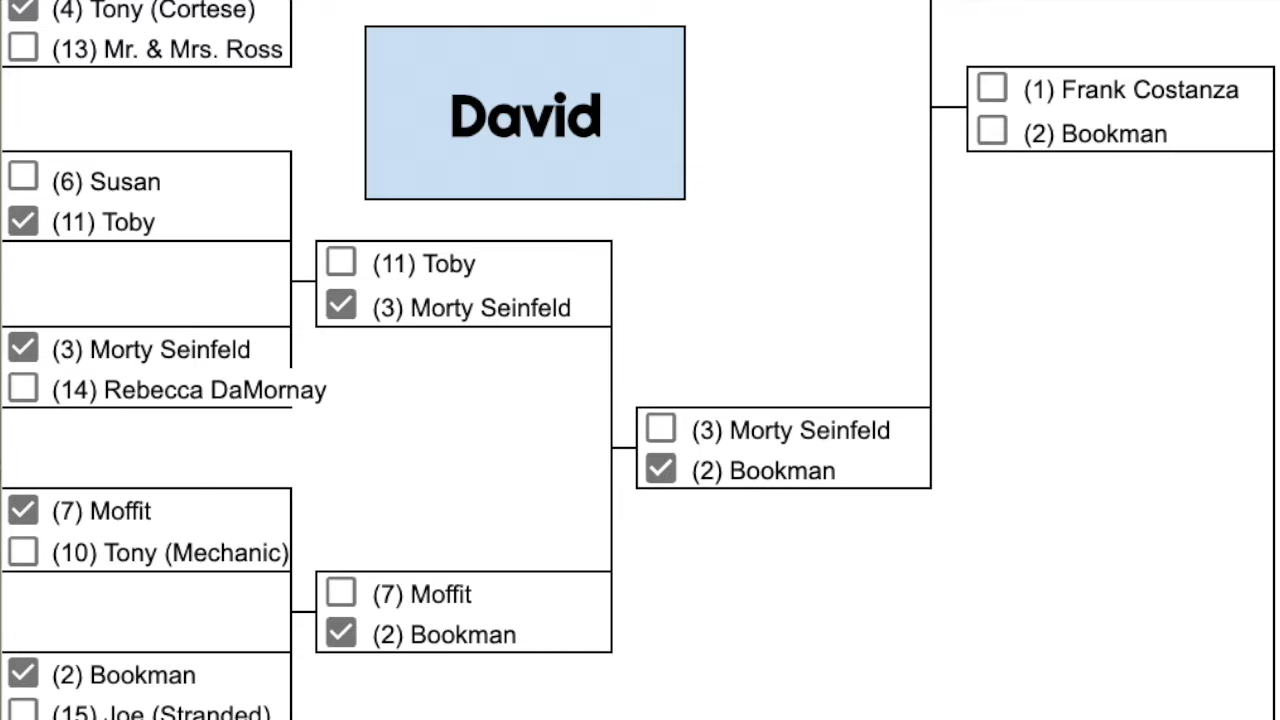 (4) Tony (Cortese)
(13) Mr. & Mrs. Ross
David
(1) Frank Costanza
(2) Bookman
(6) Susan
(11) Toby
(11) Toby
(3) Morty Seinfeld
(3) Morty Seinfeld
(14) Rebecca DaMornay
(3) Morty Seinfeld
(2) Bookman
(7) Moffit
(10) Tony (Mechanic)
(7) Moffit
(2) Bookman
(2) Bookman
(15) Joe (Stranded)